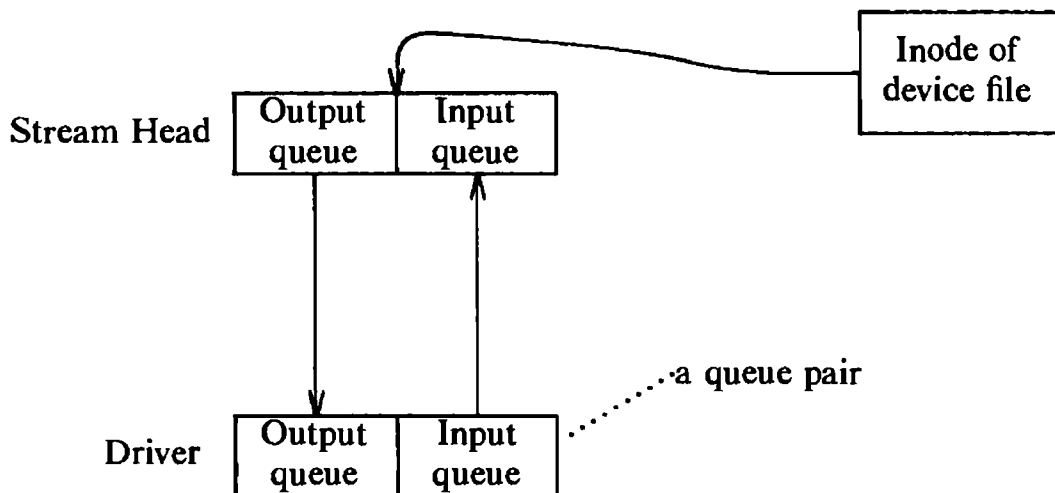 Inode of
device file
Stream Head
Output
queue
Input
queue
a queue pair
Driver
Output
queue
Input
queue